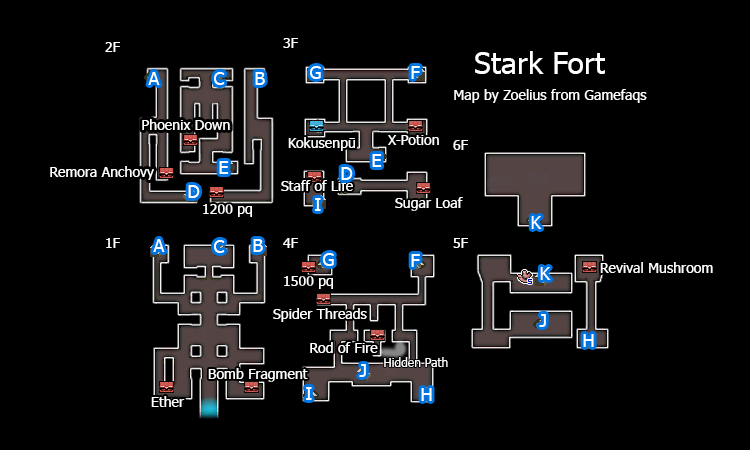 Stark Fort
Map by Zoelius from Gamefaqs
2F
A
C
B
Phoenix Down
Remora Anchovy
E
D
1200 pq
3F
G
F
Kokusenpū
X-Potion
E
D
Staff of Life
Sugar Loaf
I
6F
K
1F
A
C
B
Bomb Fragment
Ether
4F
G
F
1500 pq
Spider Threads
Rod of Fire
Hidden-Path
J
I
H
5F
K
Revival Mushroom
J
H